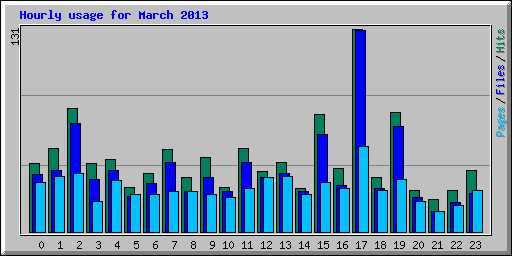 Hourly usage for March 2013
131
Pages/Files/Hits
0 1 2 3 4 5 6 7 8 9 10 11 12 13 14 15 16 17 18 19 20 21 22 23